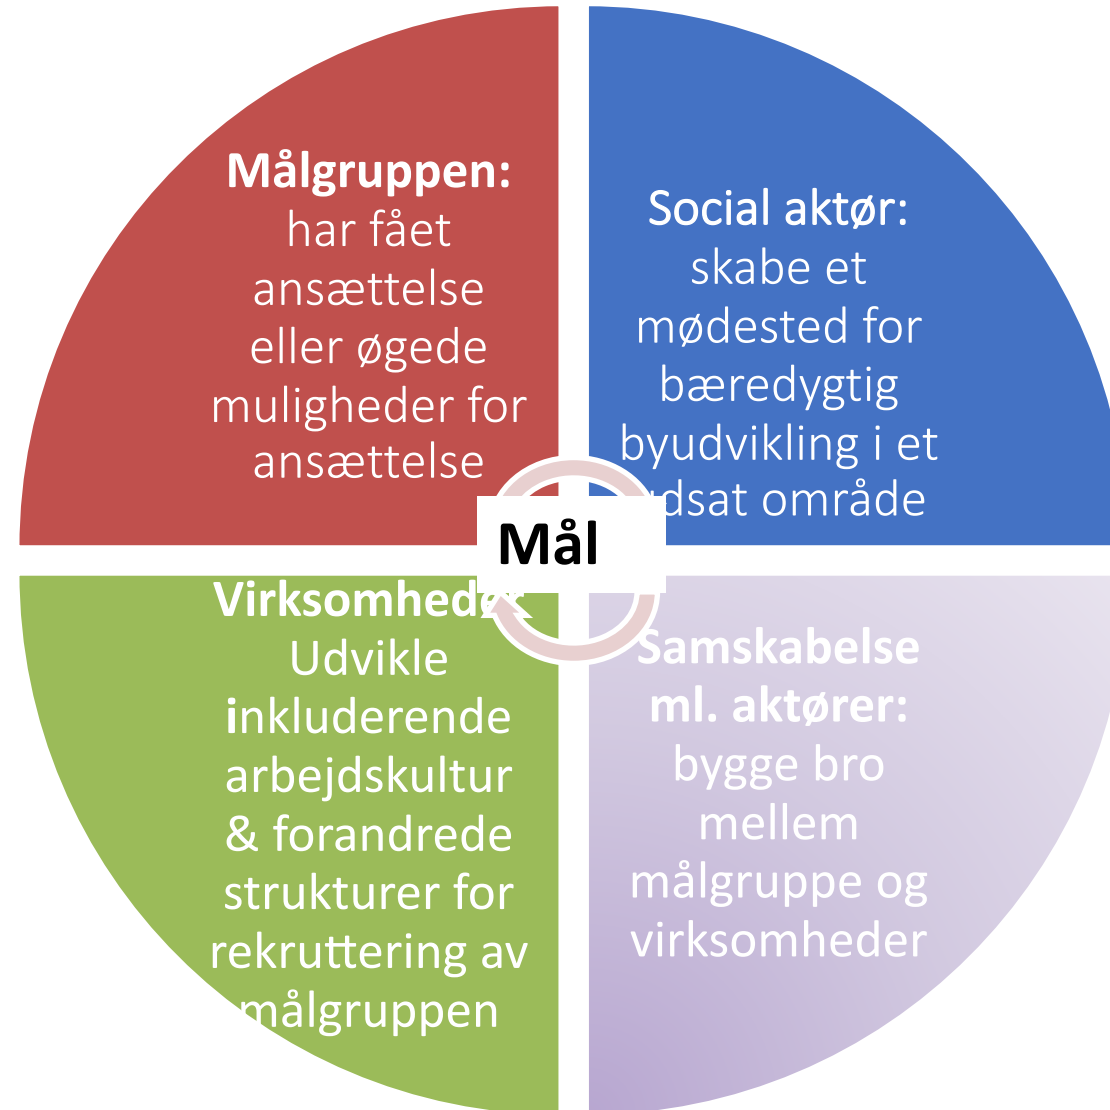 Målgruppen:
har fået
ansættelse
eller øgede
muligheder for
ansættelse
Social aktør:
skabe et
mødested for
bæredygtig
byudvikling i et
udsat område
Mål
Virksomheder
Udvikle
inkluderende
arbejdskultur
& forandrede
strukturer for
rekruttering av
målgruppen
Samskabelse
ml. aktører:
bygge bro
mellem
målgruppe og
virksomheder